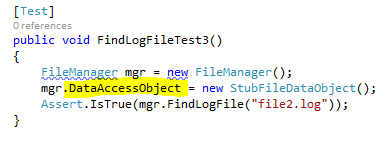 [Test]
0 references
public void FindLogFileTest3()
{
FileManager mgr = new FileManager();
mgr.DataAccessObject = new StubFileDataObject();
Assert.IsTrue(mgr.FindLogFile("file2.log"));
}